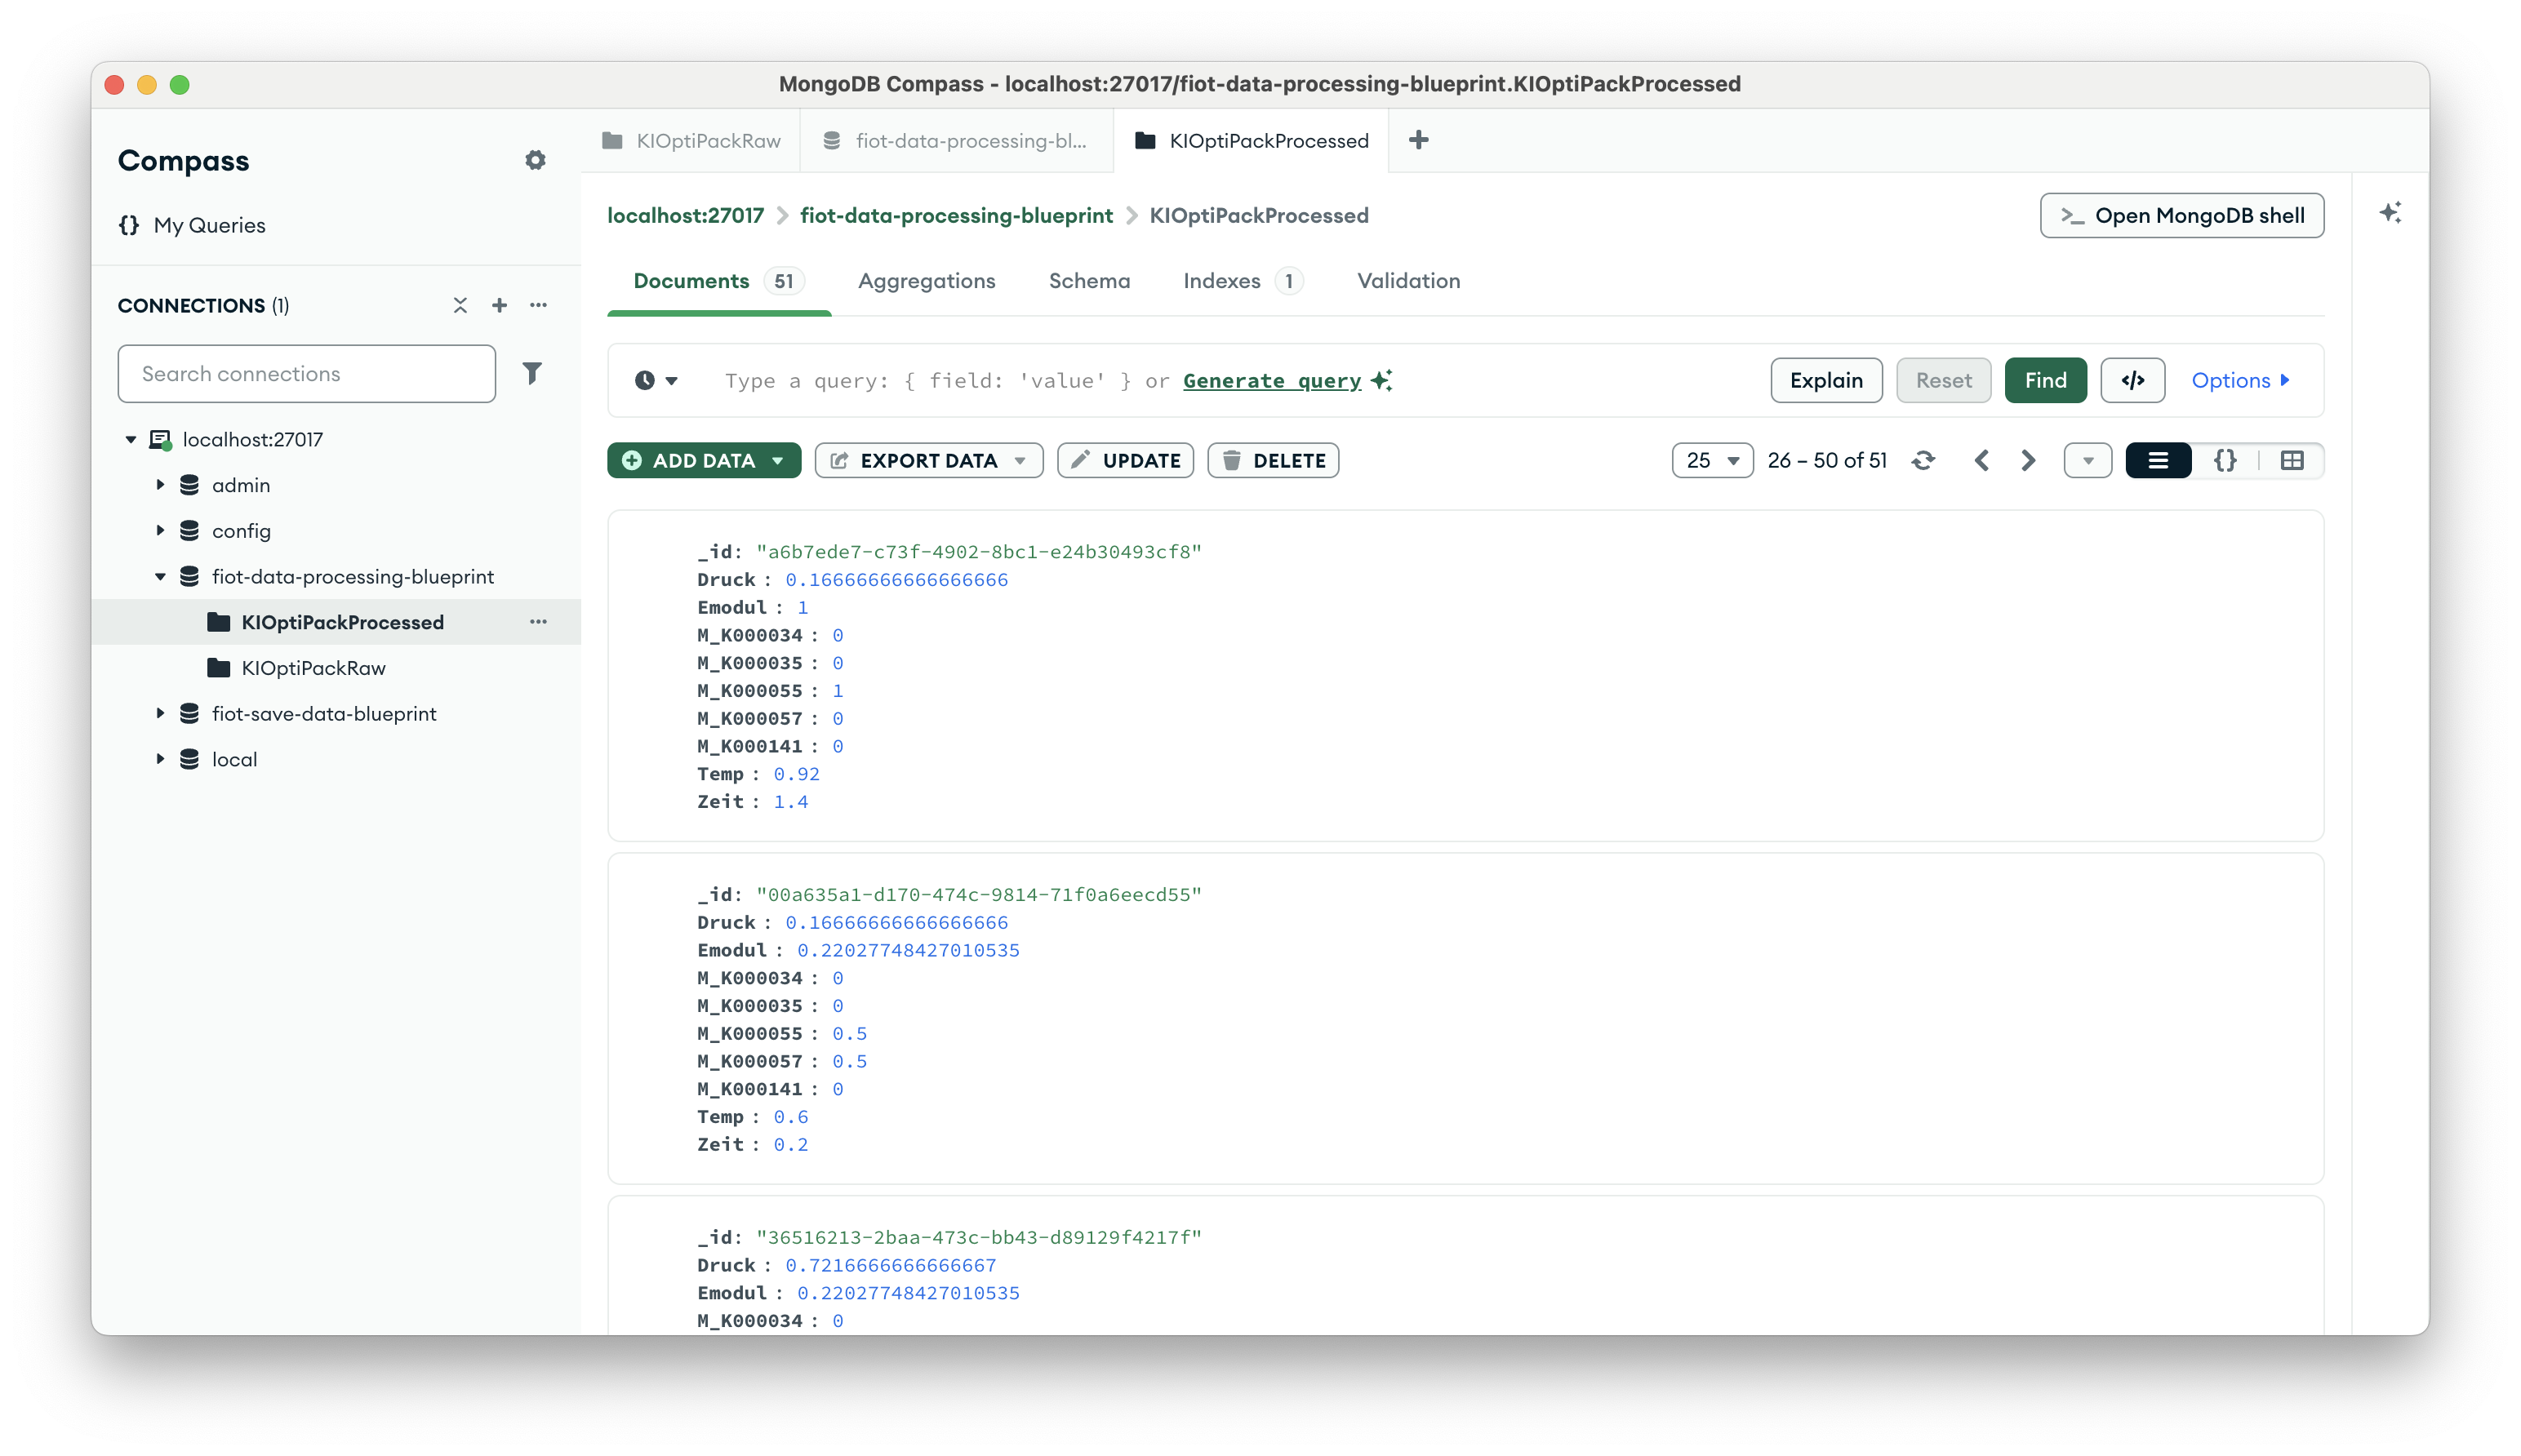 MongoDB Compass - localhost:27017/fiot-data-processing-blueprint.KIOptiPackProcessed
Compass
{} My Queries
CONNECTIONS (1)
Search connections
localhost:27017
admin
config
fiot-data-processing-blueprint
KIOptiPackProcessed
KIOptiPackRaw
fiot-save-data-blueprint
local
KIOptiPackRaw
fiot-data-processing-bl...
KIOptiPackProcessed
localhost:27017 > fiot-data-processing-blueprint > KIOptiPackProcessed
>_ Open MongoDB shell
Documents 51 Aggregations Schema Indexes 1 Validation
Type a query: { field: 'value' } or Generate query
Explain Reset Find </> Options
ADD DATA EXPORT DATA UPDATE DELETE
25 26 – 50 of 51 {}
_id: "a6b7ede7-c73f-4902-8bc1-e24b30493cf8"
Druck : 0.16666666666666666
Emodul : 1
M_K000034 : 0
M_K000035 : 0
M_K000055 : 1
M_K000057 : 0
M_K000141 : 0
Temp : 0.92
Zeit : 1.4
_id: "00a635a1-d170-474c-9814-71f0a6eecd55"
Druck : 0.16666666666666666
Emodul : 0.22027748427010535
M_K000034 : 0
M_K000035 : 0
M_K000055 : 0.5
M_K000057 : 0.5
M_K000141 : 0
Temp : 0.6
Zeit : 0.2
_id: "36516213-2baa-473c-bb43-d89129f4217f"
Druck : 0.7216666666666667
Emodul : 0.22027748427010535
M_K000034 : 0